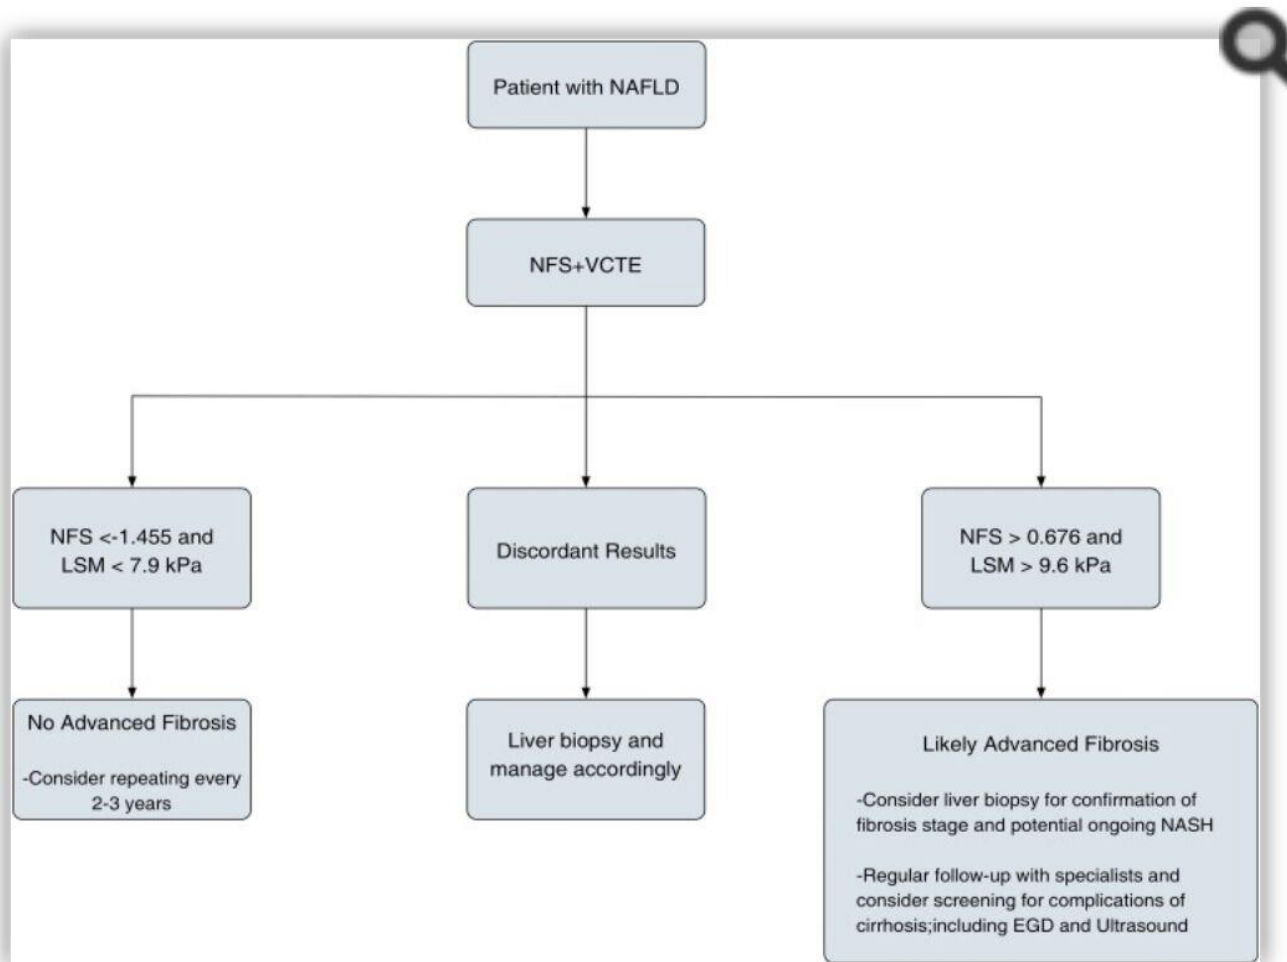 Patient with NAFLD
NFS+VCTE
NFS <-1.455 and
LSM < 7.9 kPa
Discordant Results
NFS > 0.676 and
LSM > 9.6 kPa
No Advanced Fibrosis
-Consider repeating every
2-3 years
Liver biopsy and
manage accordingly
Likely Advanced Fibrosis
-Consider liver biopsy for confirmation of
fibrosis stage and potential ongoing NASH
-Regular follow-up with specialists and
consider screening for complications of
cirrhosis;including EGD and Ultrasound